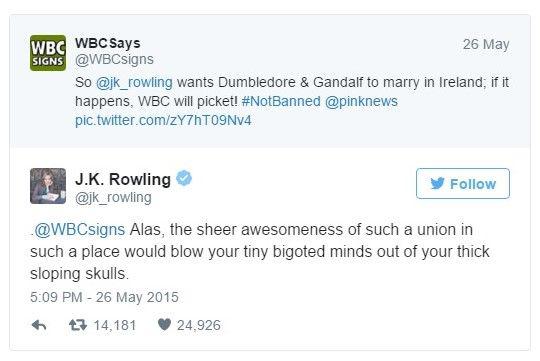 WBC SIGNS
WBCSays
@WBCsigns
26 May
So @jk_rowling wants Dumbledore & Gandalf to marry in Ireland; if it
happens, WBC will picket! #NotBanned @pinknews
pic.twitter.com/zY7hT09Nv4
J.K. Rowling
@jk_rowling
Follow
.@WBCsigns Alas, the sheer awesomeness of such a union in
such a place would blow your tiny bigoted minds out of your thick
sloping skulls.
5:09 PM - 26 May 2015
14,181 24,926